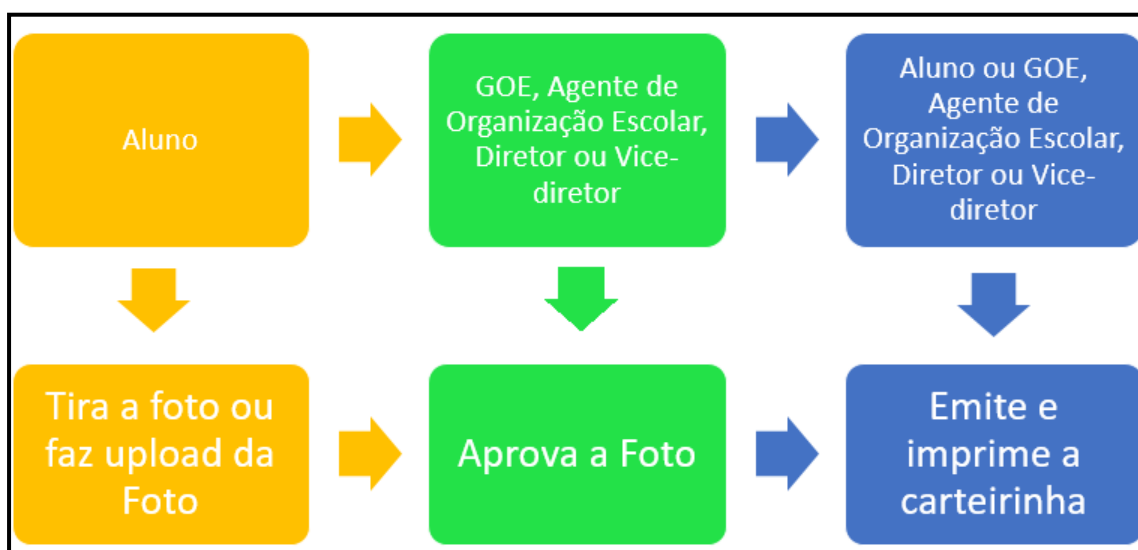 Aluno
GOE, Agente de
Organização Escolar,
Diretor ou Vice-
diretor
Aluno ou GOE,
Agente de
Organização Escolar,
Diretor ou Vice-
diretor
Tira a foto ou
faz upload da
Foto
Aprova a Foto
Emite e
imprime a
carteirinha